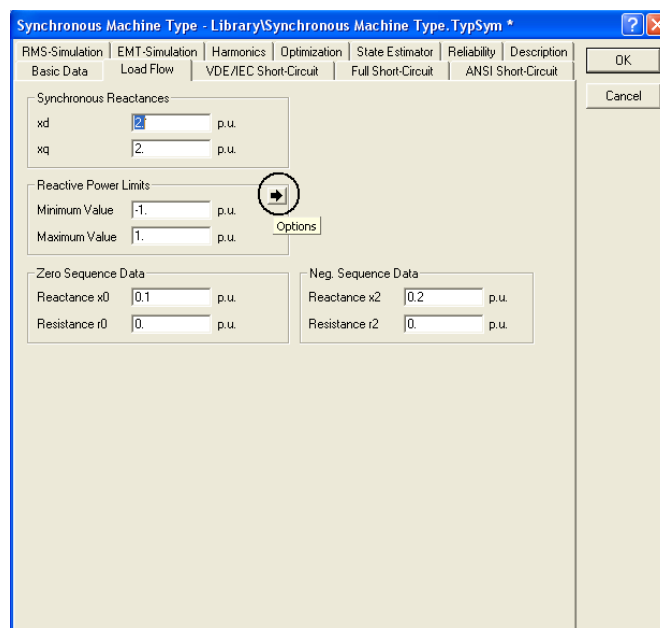 Synchronous Machine Type - Library\Synchronous Machine Type.TypSym *
RMS-Simulation EMT-Simulation Harmonics Optimization State Estimator Reliability Description
Basic Data Load Flow VDE/IEC Short-Circuit Full Short-Circuit ANSI Short-Circuit
OK
Cancel
Synchronous Reactances
xd 2. p.u.
xq 2. p.u.
Reactive Power Limits
Minimum Value -1. p.u.
Options
Maximum Value 1. p.u.
Zero Sequence Data Neg. Sequence Data
Reactance x0 0.1 p.u. Reactance x2 0.2 p.u.
Resistance r0 0. p.u. Resistance r2 0. p.u.